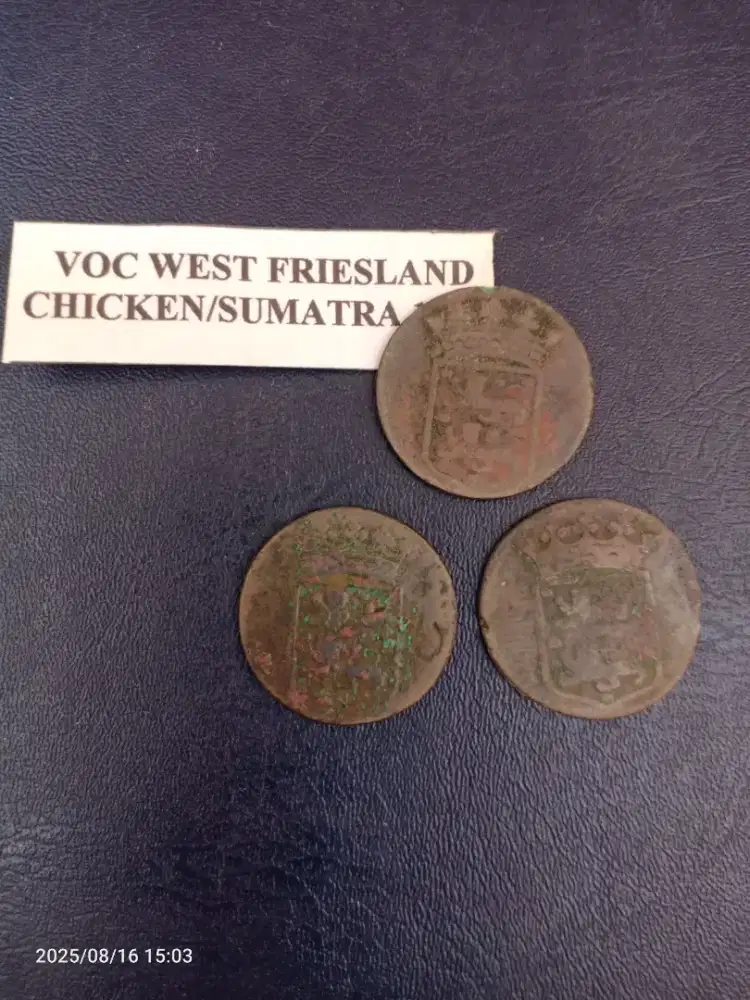 VOC WEST FRIESLAND
CHICKEN/SUMATRA
2025/08/16 15:03